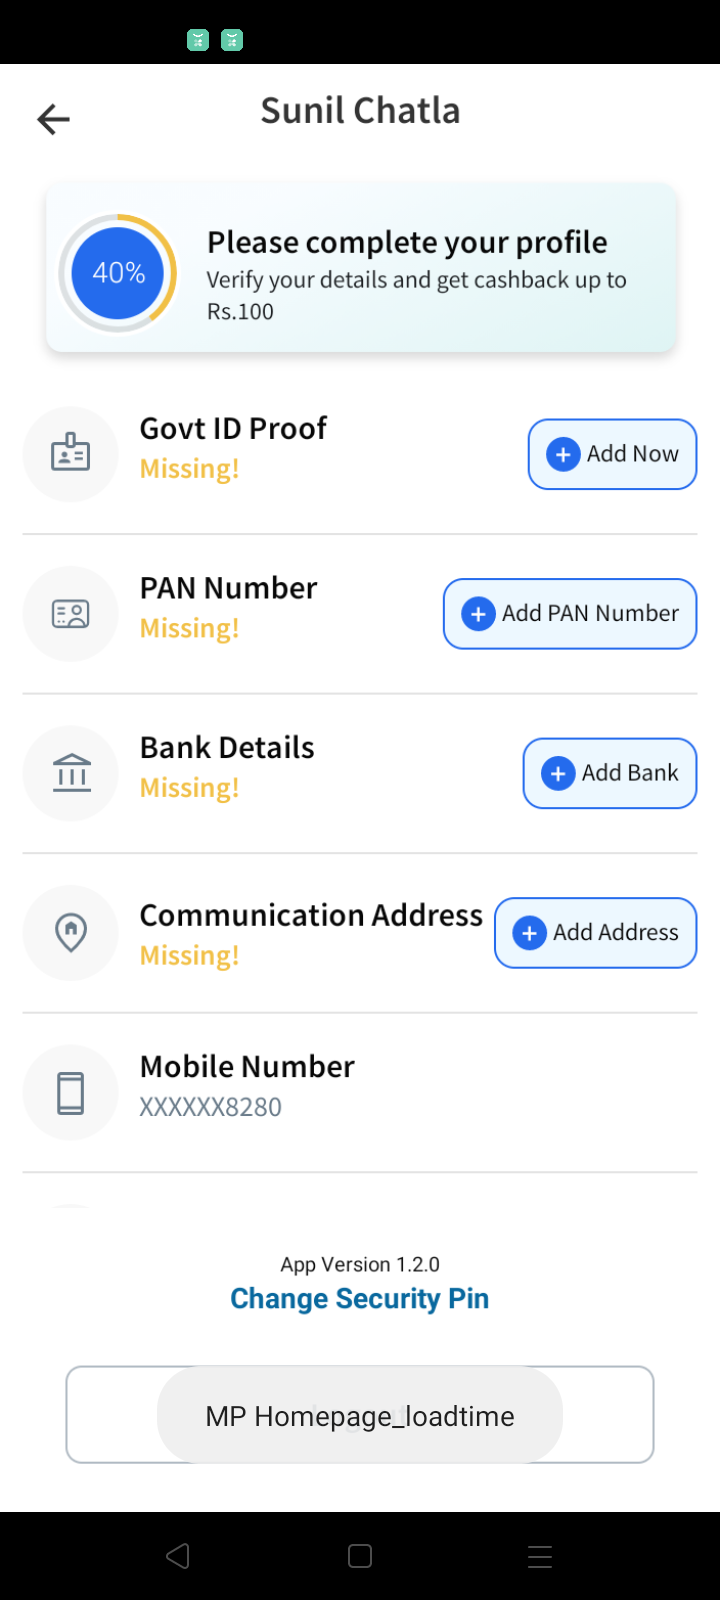 Sunil Chatla
40%
Please complete your profile
Verify your details and get cashback up to
Rs.100
Govt ID Proof
Missing!
Add Now
PAN Number
Missing!
Add PAN Number
Bank Details
Missing!
Add Bank
Communication Address
Missing!
Add Address
Mobile Number
XXXXXX8280
App Version 1.2.0
Change Security Pin
MP Homepage_loadtime